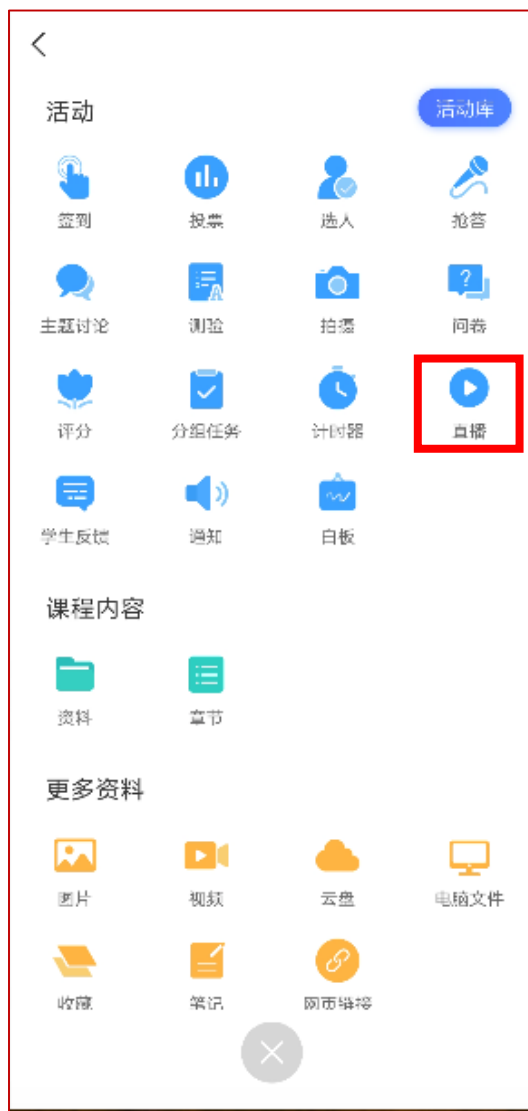 活动 活动库
签到 投票 选人 抢答
主题讨论 测验 拍摄 问卷
?
评分 分组任务 计时器 直播
学生反馈 通知 白板
课程内容
资料 章节
更多资料
图片 视频 云盘 电脑文件
收藏 笔记 网页链接